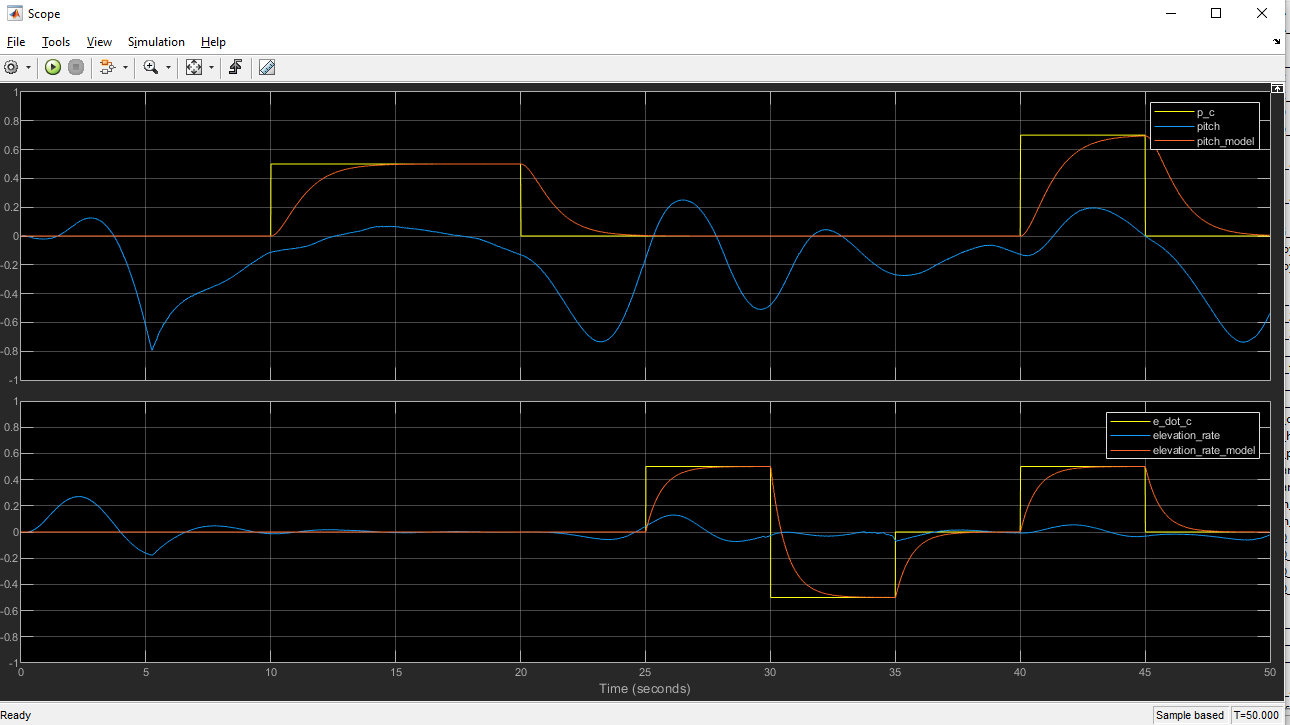 Scope
File Tools View Simulation Help
1
0.8
0.6
0.4
0.2
0
-0.2
-0.4
-0.6
-0.8
-1
p_c
pitch
pitch_model
1
0.8
0.6
0.4
0.2
0
-0.2
-0.4
-0.6
-0.8
-1
e_dot_c
elevation_rate
elevation_rate_model
0 5 10 15 20 25 30 35 40 45 50
Time (seconds)
Ready Sample based T=50.000